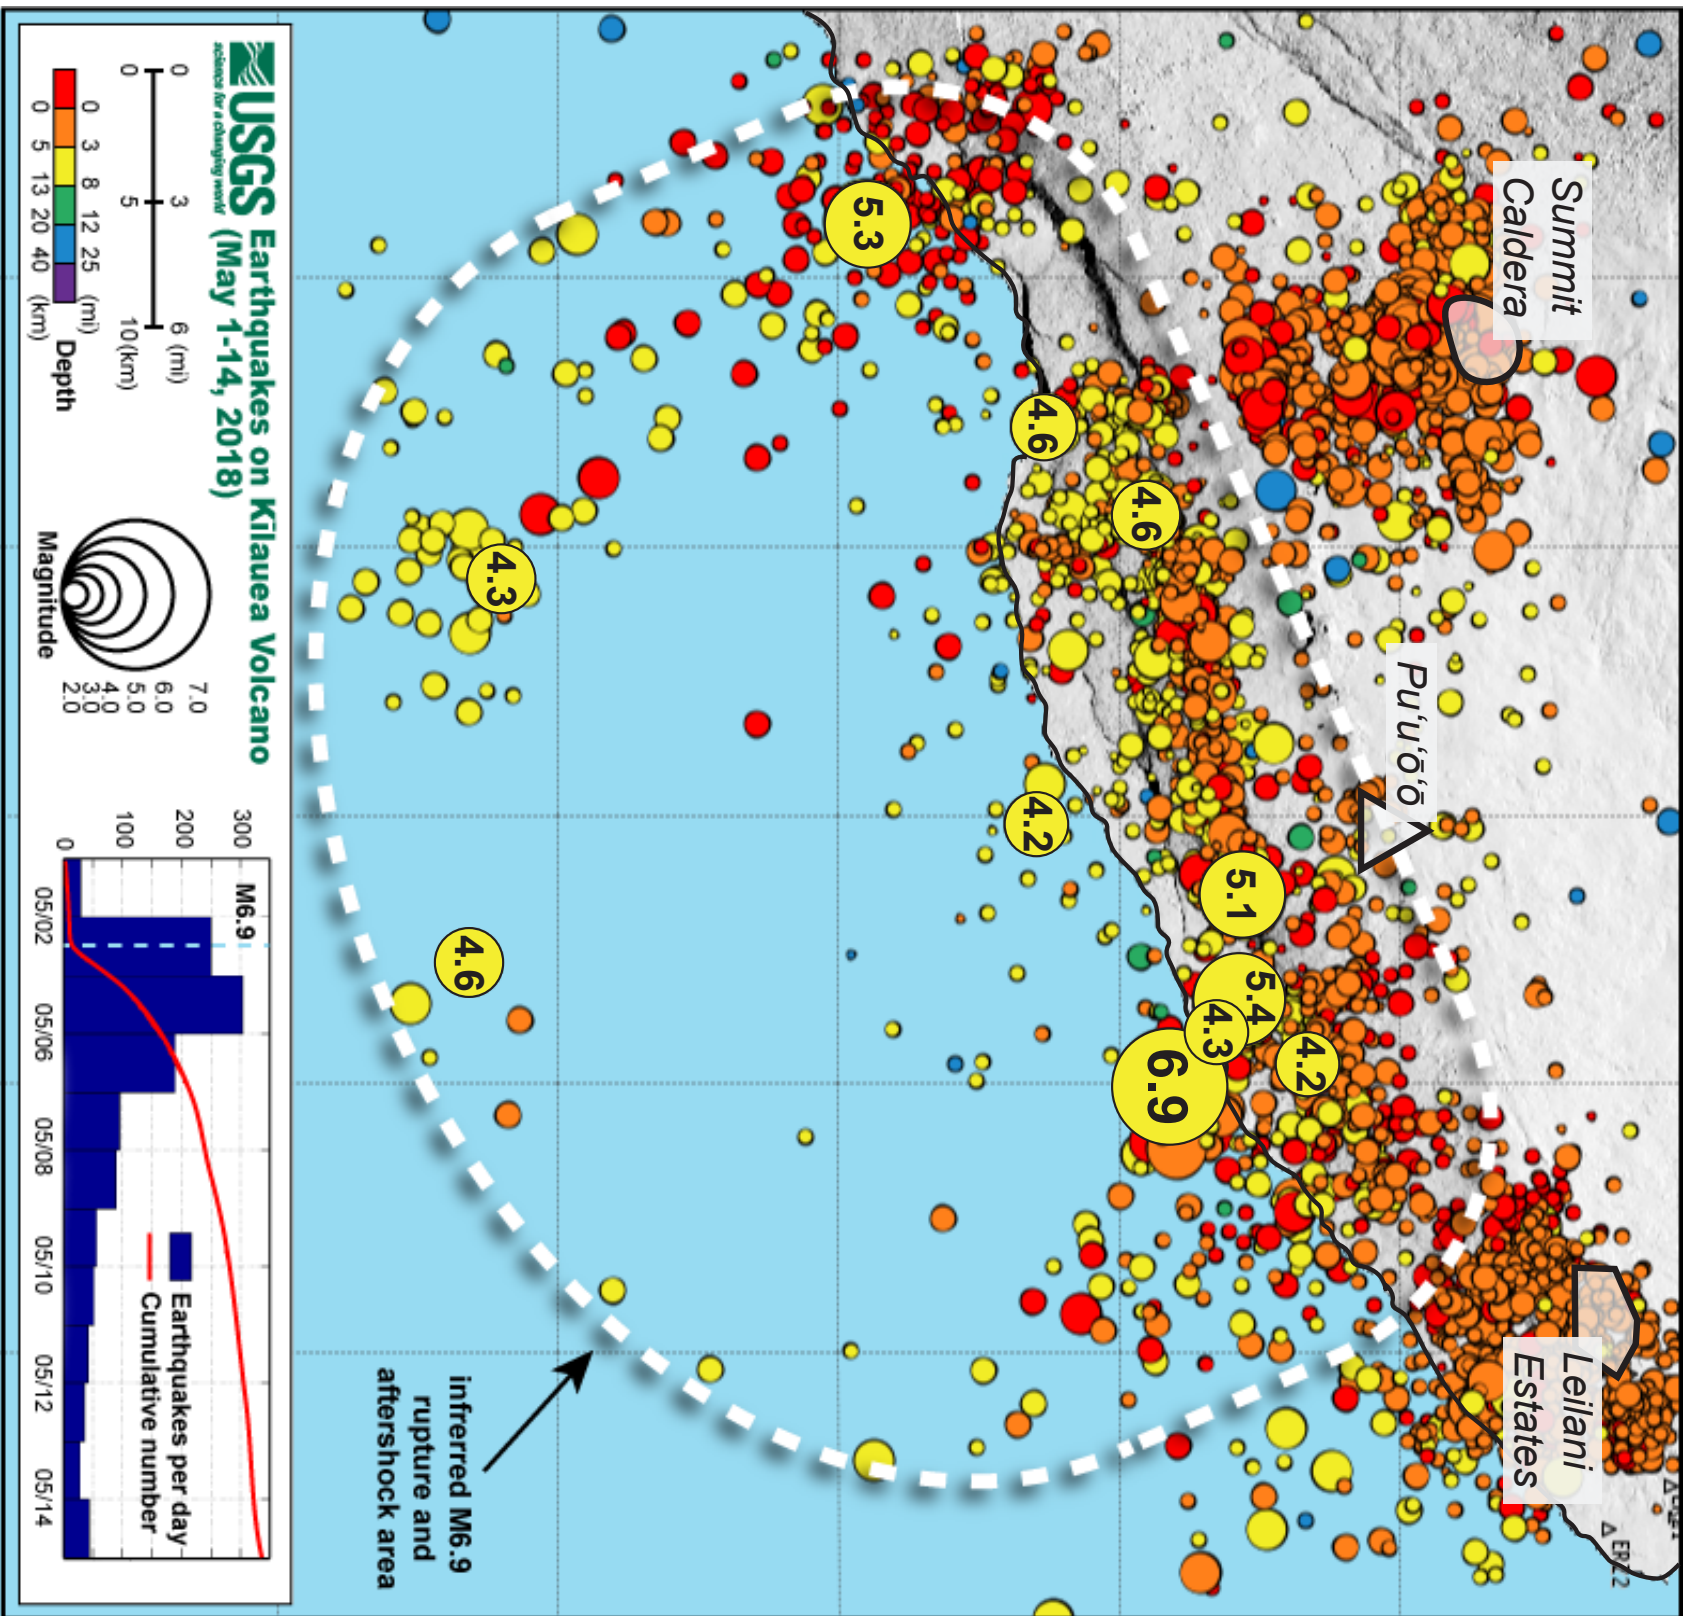 Summit
Caldera
Puʻuʻōʻō
Leilani
Estates
ER22
5.3
4.6
4.6
4.3
4.2
5.1
5.4
4.3
4.2
6.9
4.6
inferred M6.9
rupture and
aftershock area
USGS
science for a changing world
Earthquakes on Kīlauea Volcano
(May 1-14, 2018)
0 3 6 (mi)
0 5 10 (km)
0 3 8 12 25 (mi)
0 5 13 20 40 (km)
Depth
7.0
6.0
5.0
4.0
3.0
2.0
Magnitude
M6.9
300
200
100
0
Earthquakes per day
Cumulative number
05/02 05/06 05/08 05/10 05/12 05/14